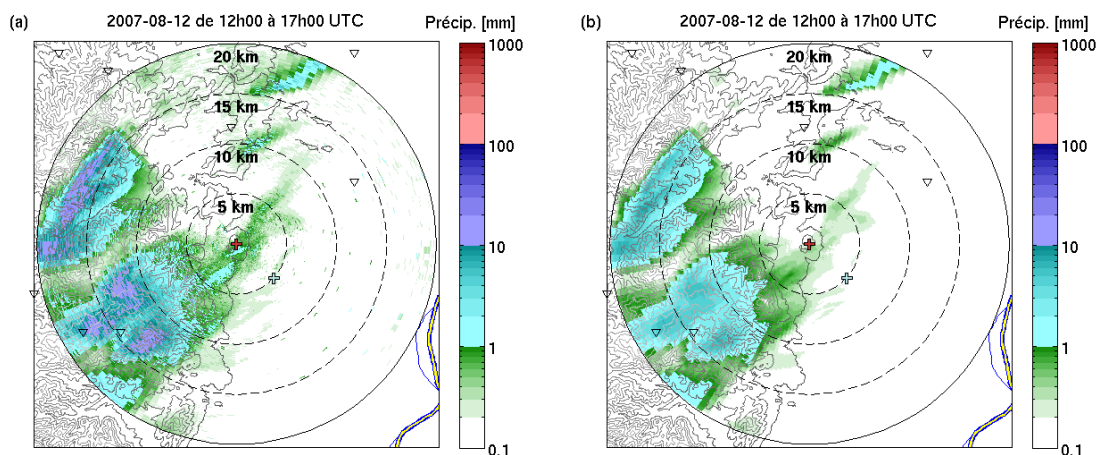 (a) 2007-08-12 de 12h00 à 17h00 UTC Précip. [mm]
20 km
15 km
10 km
5 km
1000
100
10
1
0.1
(b) 2007-08-12 de 12h00 à 17h00 UTC Précip. [mm]
20 km
15 km
10 km
5 km
1000
100
10
1
0.1